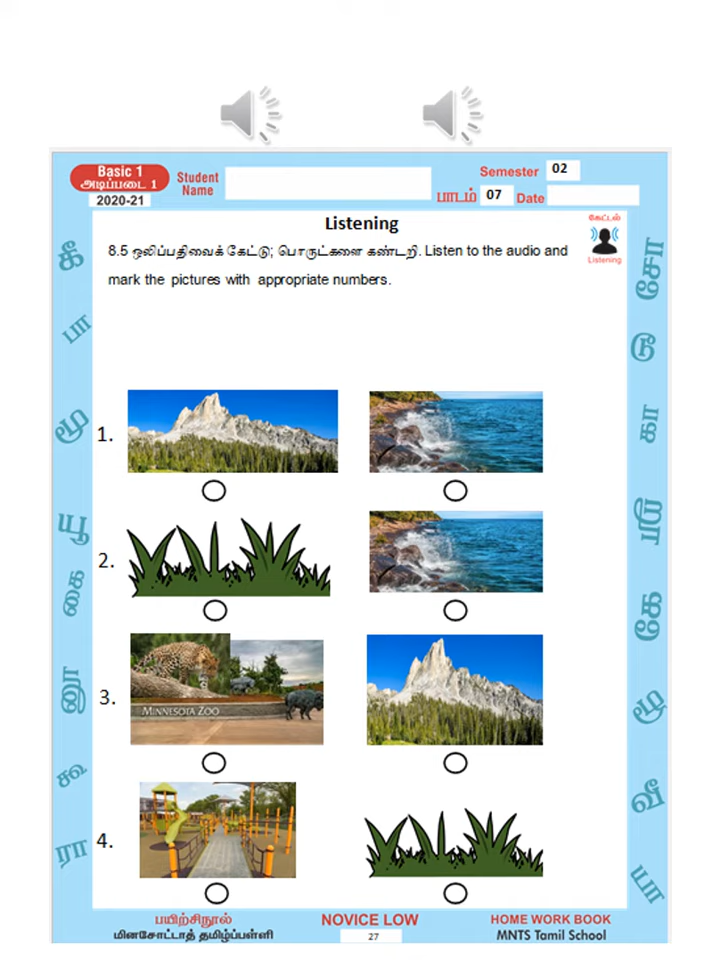 Basic 1
அடிப்படை 1
2020-21
Student
Name
Semester 02
பாடம் 07 Date
Listening
கேட்டல்
Listening
8.5 ஒலிப்பதிவைக் கேட்டு; பொருட்களை கண்டறி. Listen to the audio and
mark the pictures with appropriate numbers.
1.
2.
3.
MINNESOTA ZOO
4.
கீ
பா
மூ
யூ
கை
னூ
கூ
ரா
சோ
டூ
கா
றூ
கே
மூ
வீ
யா
பயிற்சிநூல்
மினசோட்டாத் தமிழ்ப்பள்ளி
NOVICE LOW
27
HOME WORK BOOK
MNTS Tamil School